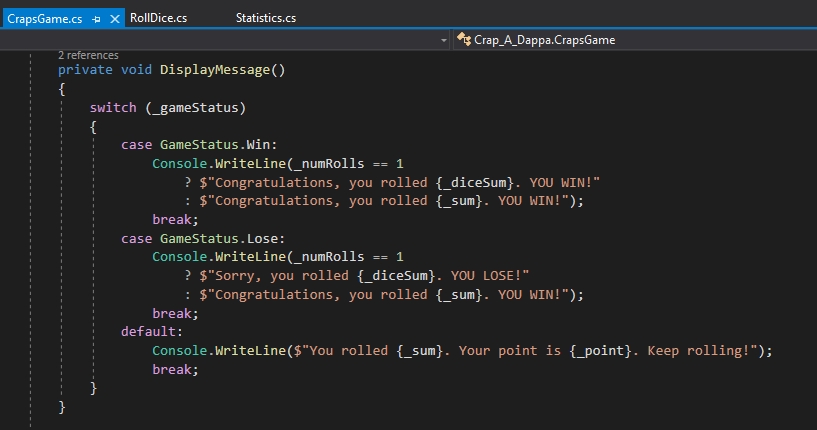 CrapsGame.cs RollDice.cs Statistics.cs
Crap_A_Dappa.CrapsGame
2 references
private void DisplayMessage()
{
switch (_gameStatus)
{
case GameStatus.Win:
Console.WriteLine(_numRolls == 1
? $"Congratulations, you rolled {_diceSum}. YOU WIN!"
: $"Congratulations, you rolled {_sum}. YOU WIN!");
break;
case GameStatus.Lose:
Console.WriteLine(_numRolls == 1
? $"Sorry, you rolled {_diceSum}. YOU LOSE!"
: $"Congratulations, you rolled {_sum}. YOU WIN!");
break;
default:
Console.WriteLine($"You rolled {_sum}. Your point is {_point}. Keep rolling!");
break;
}
}